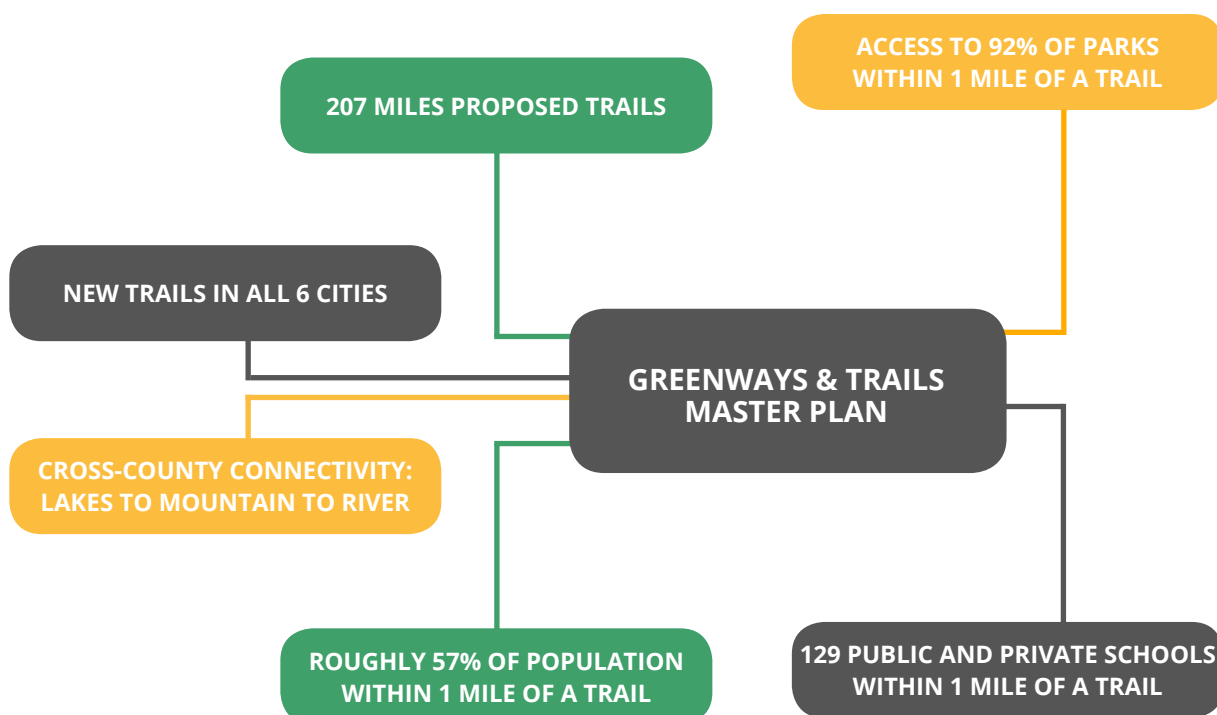 ACCESS TO 92% OF PARKS
WITHIN 1 MILE OF A TRAIL
207 MILES PROPOSED TRAILS
NEW TRAILS IN ALL 6 CITIES
GREENWAYS & TRAILS
MASTER PLAN
CROSS-COUNTY CONNECTIVITY:
LAKES TO MOUNTAIN TO RIVER
ROUGHLY 57% OF POPULATION
WITHIN 1 MILE OF A TRAIL
129 PUBLIC AND PRIVATE SCHOOLS
WITHIN 1 MILE OF A TRAIL